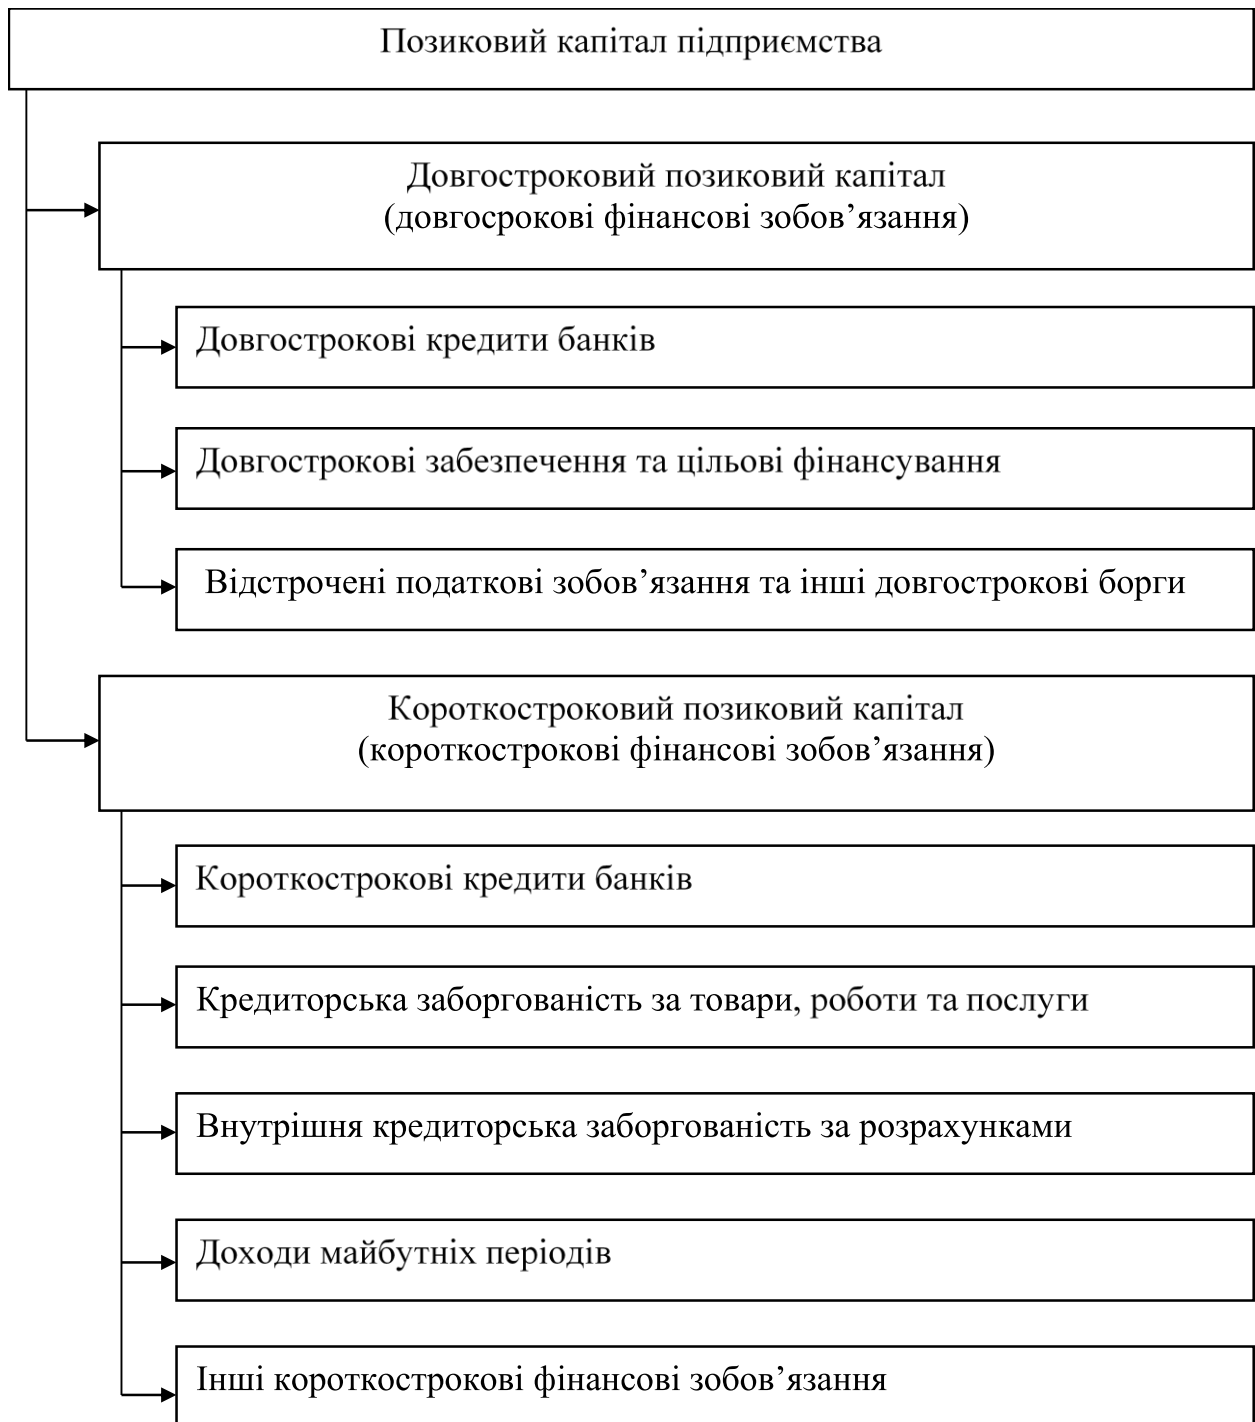 Позиковий капітал підприємства
Довгостроковий позиковий капітал
(довгосрокові фінансові зобов’язання)
Довгострокові кредити банків
Довгострокові забезпечення та цільові фінансування
Відстрочені податкові зобов’язання та інші довгострокові борги
Короткостроковий позиковий капітал
(короткострокові фінансові зобов’язання)
Короткострокові кредити банків
Кредиторська заборгованість за товари, роботи та послуги
Внутрішня кредиторська заборгованість за розрахунками
Доходи майбутніх періодів
Інші короткострокові фінансові зобов’язання